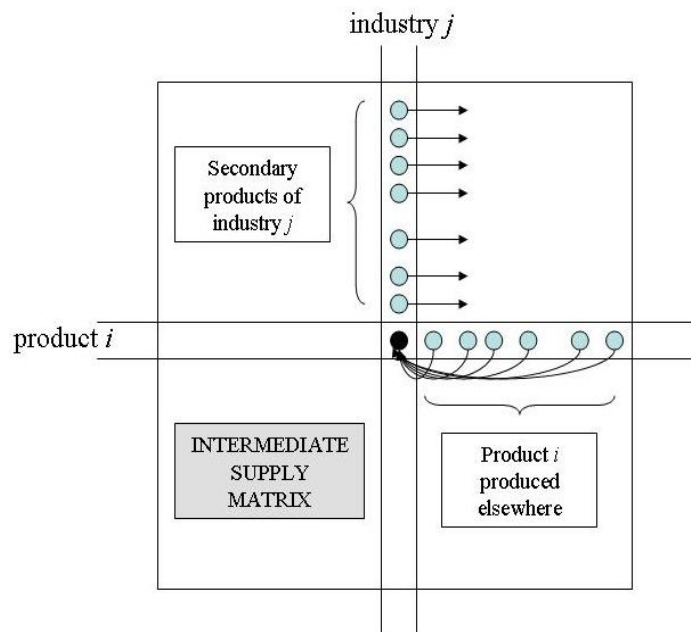 industry j
Secondary
products of
industry j
product i
INTERMEDIATE
SUPPLY
MATRIX
Product i
produced
elsewhere